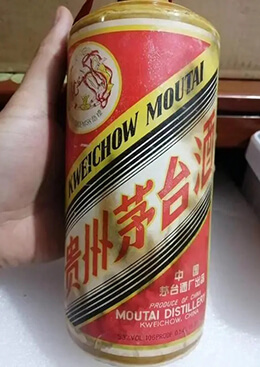 KWEICHOW MOUTAI
贵州茅台酒
中国
茅台酒厂出品
PRODUCE OF CHINA
MOUTAI DISTILLERY
KWEICHOW, CHINA